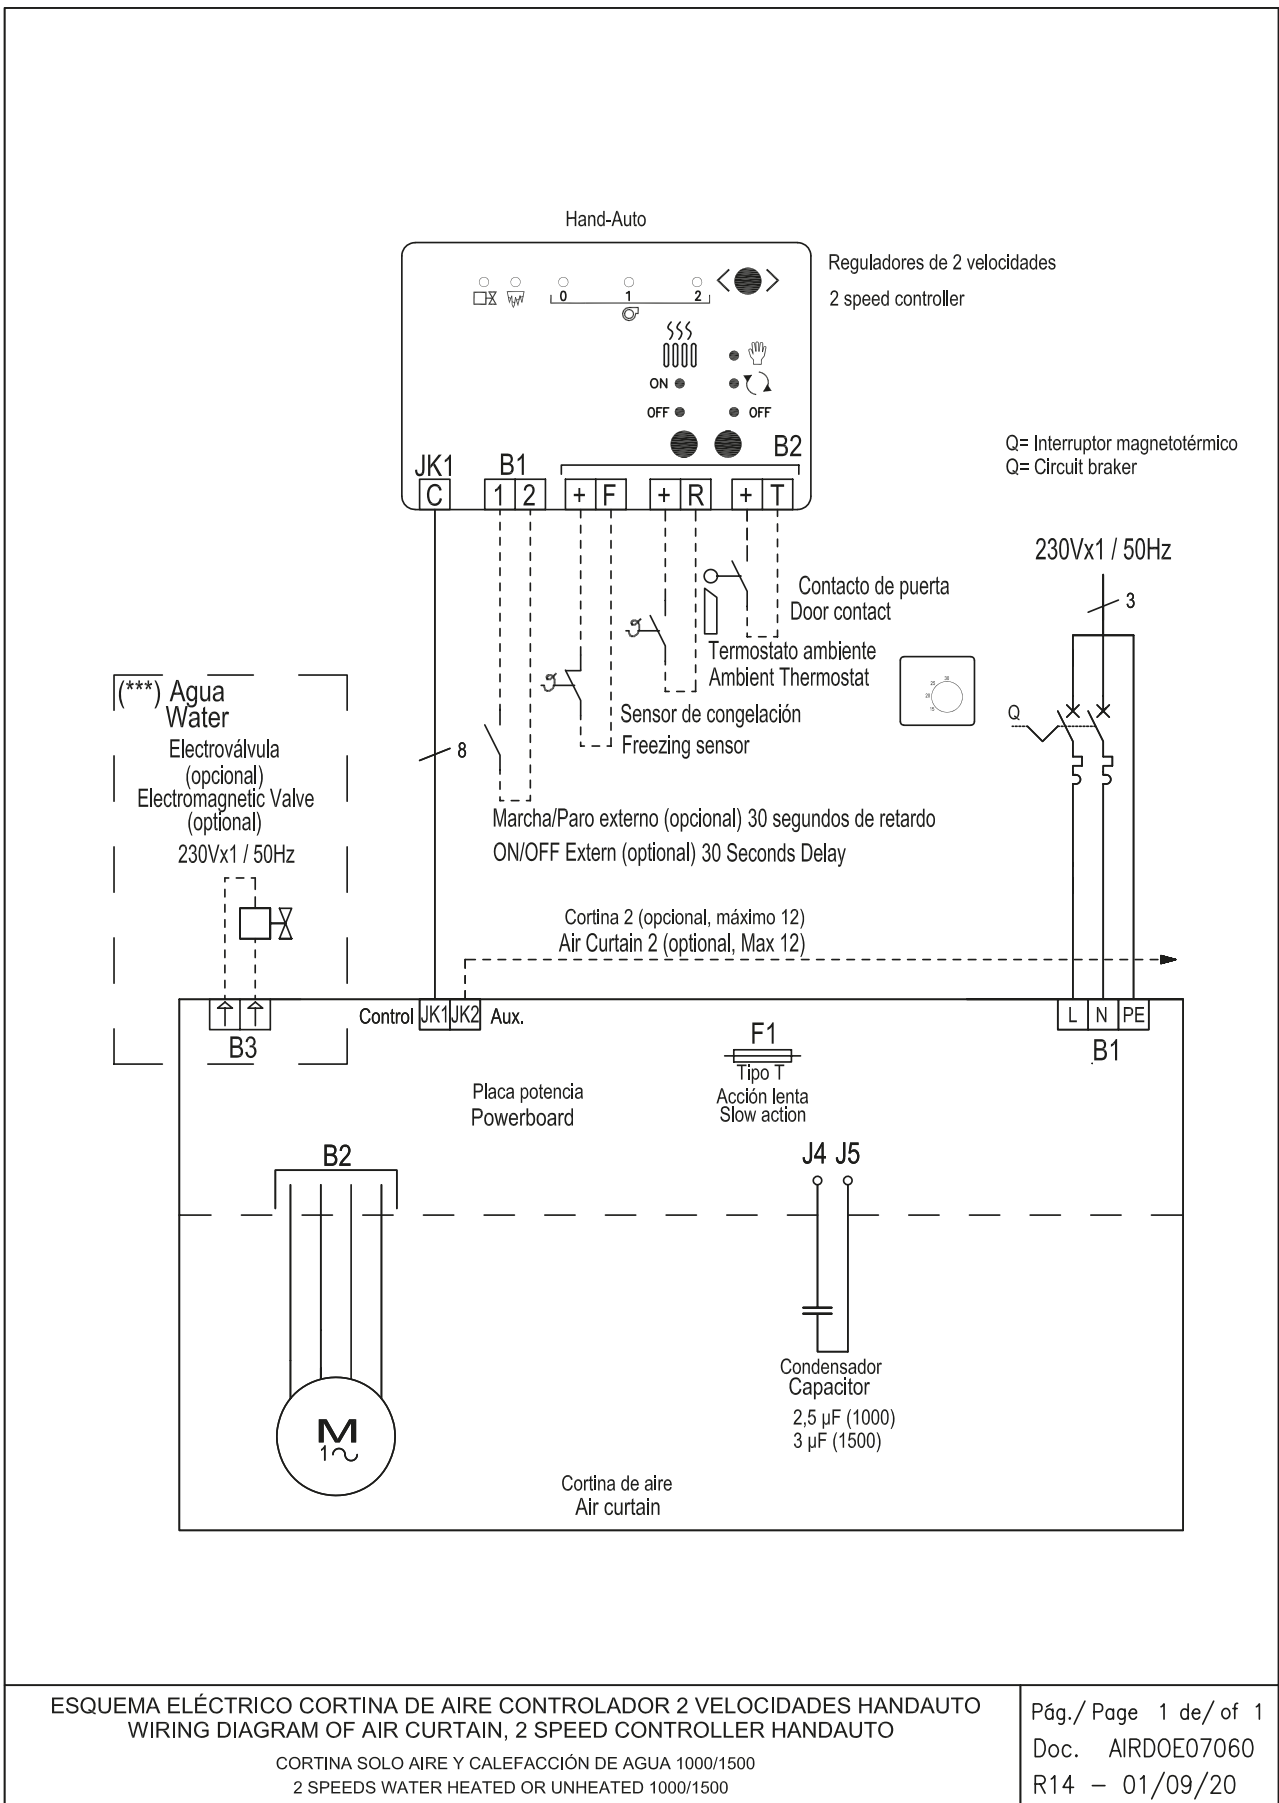 Hand-Auto
Reguladores de 2 velocidades
2 speed controller
0 1 2
ON
OFF
OFF
B2
JK1
B1
C
1 2
+ F
+ R
+ T
Q= Interruptor magnetotérmico
Q= Circuit braker
230Vx1 / 50Hz
3
Contacto de puerta
Door contact
Termostato ambiente
Ambient Thermostat
15 20 25 30
Sensor de congelación
Freezing sensor
Q
(***) Agua
Water
Electroválvula
(opcional)
Electromagnetic Valve
(optional)
230Vx1 / 50Hz
8
Marcha/Paro externo (opcional) 30 segundos de retardo
ON/OFF Extern (optional) 30 Seconds Delay
Cortina 2 (opcional, máximo 12)
Air Curtain 2 (optional, Max 12)
B3
Control JK1 JK2 Aux.
L N PE
B1
F1
Tipo T
Acción lenta
Slow action
Placa potencia
Powerboard
B2
J4 J5
Condensador
Capacitor
2,5 µF (1000)
3 µF (1500)
M
1~
Cortina de aire
Air curtain
ESQUEMA ELÉCTRICO CORTINA DE AIRE CONTROLADOR 2 VELOCIDADES HANDAUTO
WIRING DIAGRAM OF AIR CURTAIN, 2 SPEED CONTROLLER HANDAUTO
CORTINA SOLO AIRE Y CALEFACCIÓN DE AGUA 1000/1500
2 SPEEDS WATER HEATED OR UNHEATED 1000/1500
Pág./ Page 1 de/ of 1
Doc. AIRDOE07060
R14 - 01/09/20